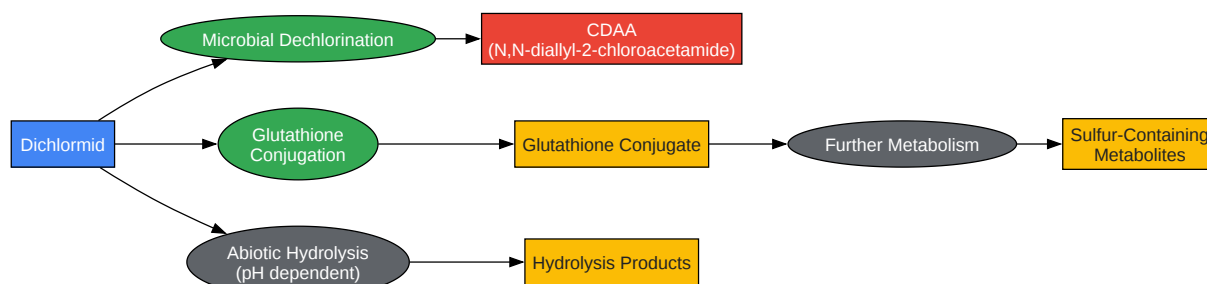 Microbial Dechlorination
CDAA
(N,N-diallyl-2-chloroacetamide)
Dichlormid
Glutathione
Conjugation
Glutathione Conjugate
Further Metabolism
Sulfur-Containing
Metabolites
Abiotic Hydrolysis
(pH dependent)
Hydrolysis Products